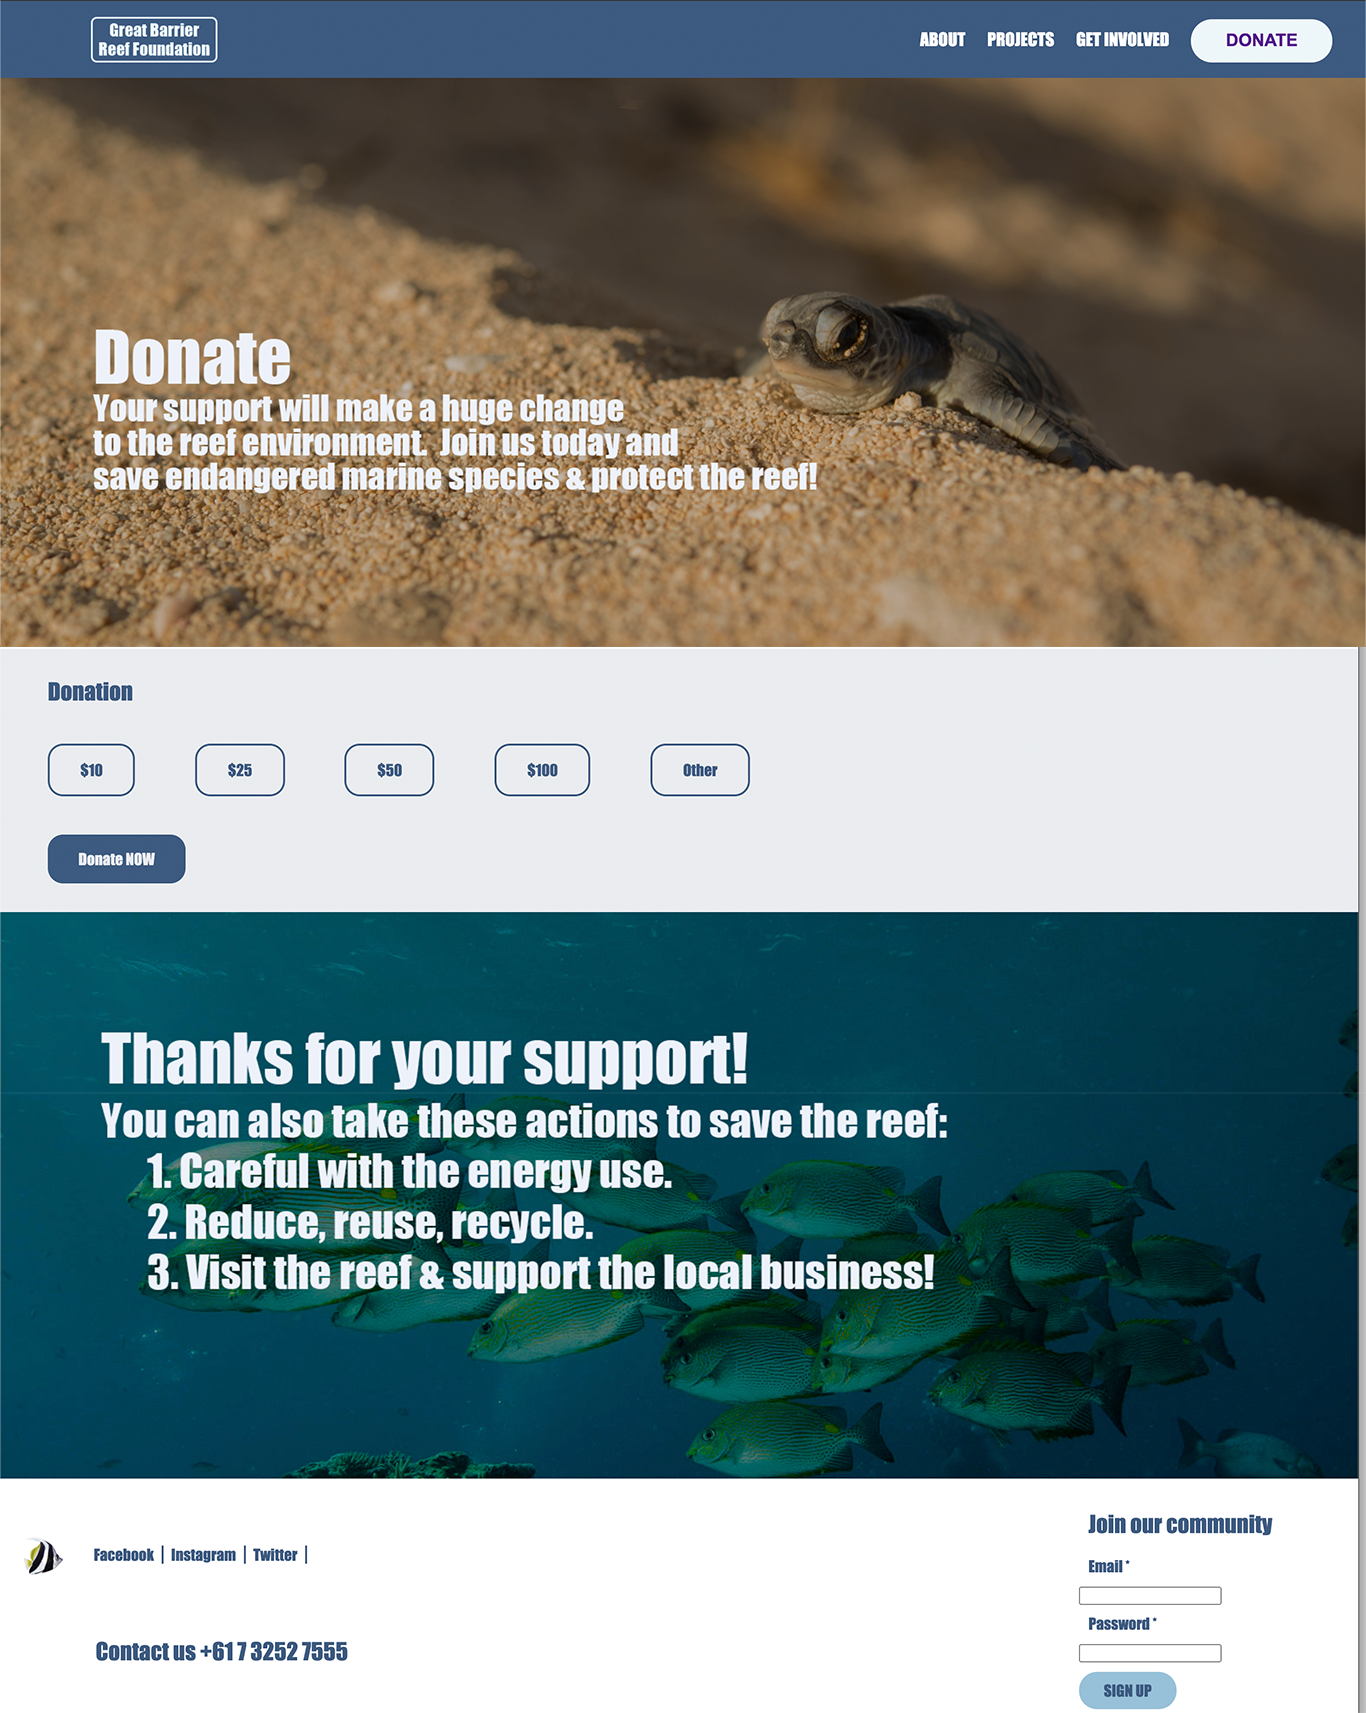 Great Barrier
Reef Foundation
ABOUT PROJECTS GET INVOLVED DONATE
Donate
Your support will make a huge change
to the reef environment. Join us today and
save endangered marine species & protect the reef!
Donation
$10 $25 $50 $100 Other
Donate NOW
Thanks for your support!
You can also take these actions to save the reef:
1. Careful with the energy use.
2. Reduce, reuse, recycle.
3. Visit the reef & support the local business!
Facebook | Instagram | Twitter |
Contact us +61 7 3252 7555
Join our community
Email *
Password *
SIGN UP